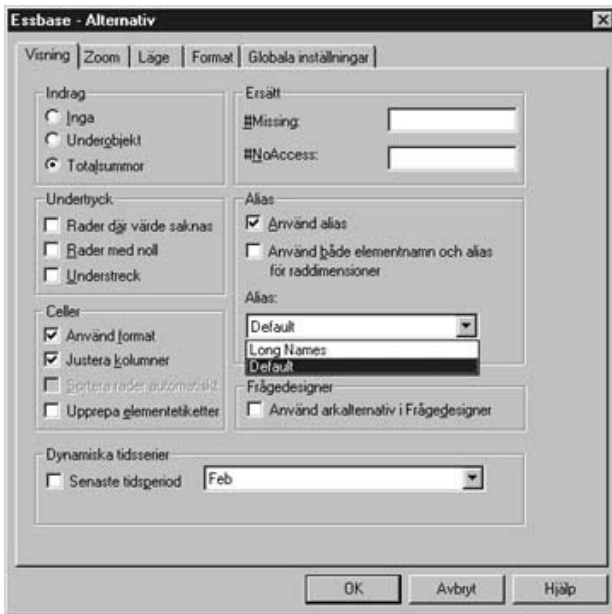 Essbase - Alternativ
Visning
Zoom
Läge
Format
Globala inställningar
Indrag
Inga
Underobjekt
Totalsummor
Ersätt
#Missing:
#NoAccess:
Undertryck
Rader där värde saknas
Rader med noll
Understreck
Alias
Använd alias
Använd både elementnamn och alias
för raddimensioner
Alias:
Default
Long Names
Default
Celler
Använd format
Justera kolumner
Sortera rader automatiskt
Upprepa elementetiketter
Frågedesigner
Använd arkalternativ i Frågedesigner
Dynamiska tidsserier
Senaste tidsperiod
Feb
OK
Avbryt
Hjälp